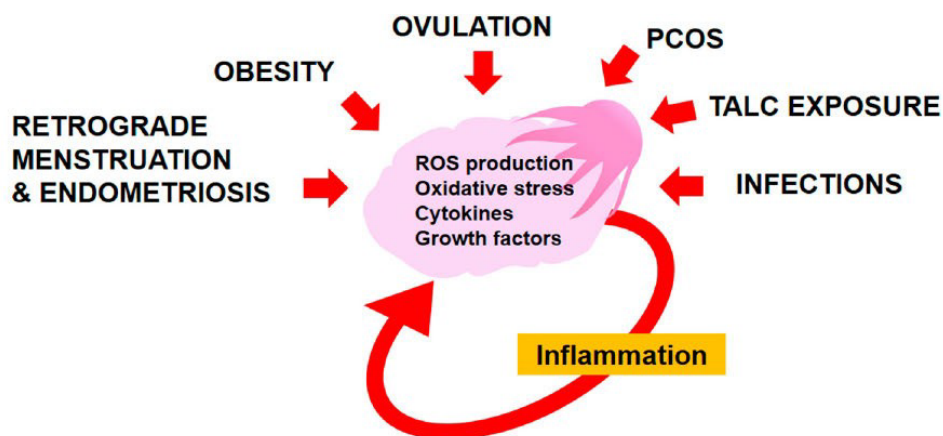 OVULATION
PCOS
OBESITY
TALC EXPOSURE
RETROGRADE
MENSTRUATION
& ENDOMETRIOSIS
INFECTIONS
ROS production
Oxidative stress
Cytokines
Growth factors
Inflammation